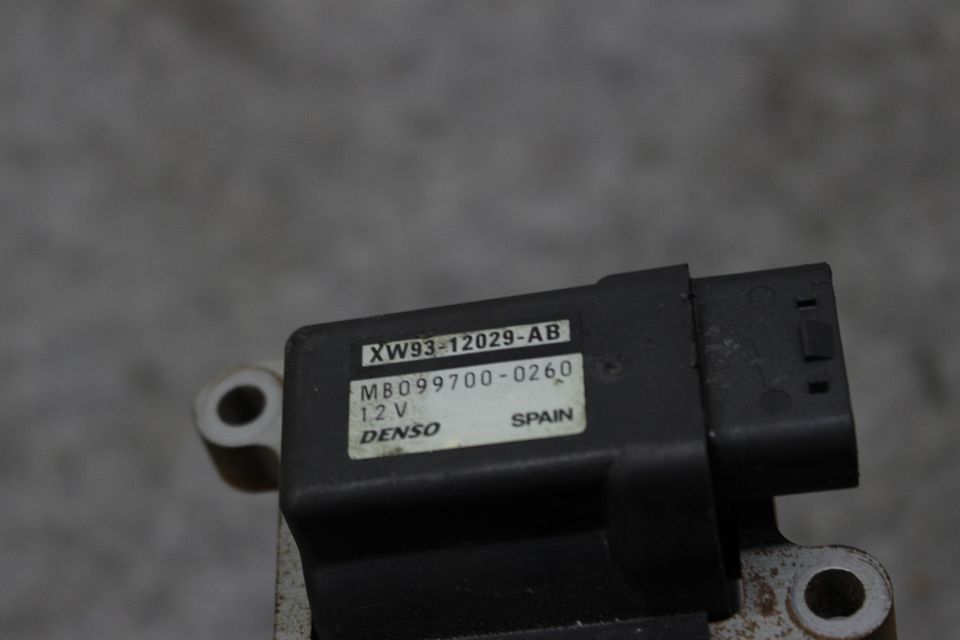 XW93-12029-AB
MB099700-0260
12V
DENSO SPAIN